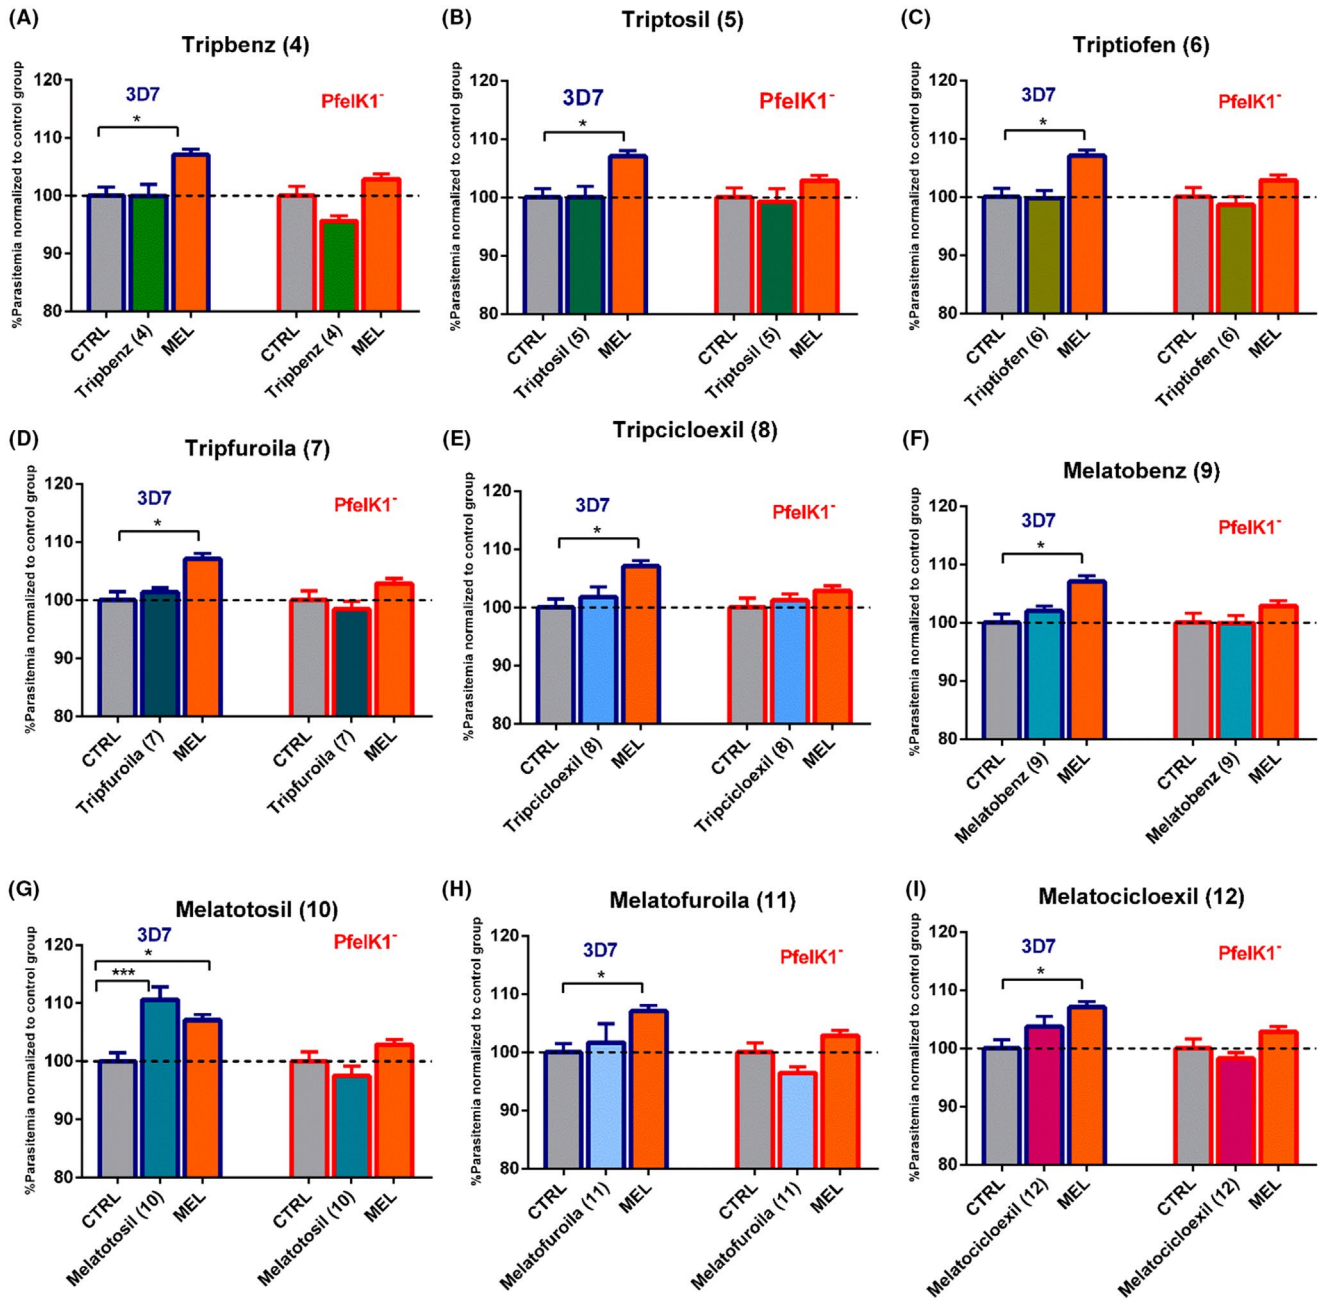 (A)
Tripbenz (4)
%Parasitemia normalized to control group
120
110
100
90
80
3D7
*
PfeIK1-
CTRL
Tripbenz (4)
MEL
CTRL
Tripbenz (4)
MEL
(B)
Triptosil (5)
%Parasitemia normalized to control group
120
110
100
90
80
3D7
*
PfeIK1-
CTRL
Triptosil (5)
MEL
CTRL
Triptosil (5)
MEL
(C)
Triptiofen (6)
%Parasitemia normalized to control group
120
110
100
90
80
3D7
*
PfeIK1-
CTRL
Triptiofen (6)
MEL
CTRL
Triptiofen (6)
MEL
(D)
Tripfuroila (7)
%Parasitemia normalized to control group
120
110
100
90
80
3D7
*
PfeIK1-
CTRL
Tripfuroila (7)
MEL
CTRL
Tripfuroila (7)
MEL
(E)
Tripcicloexil (8)
%Parasitemia normalized to control group
120
110
100
90
80
3D7
*
PfeIK1-
CTRL
Tripcicloexil (8)
MEL
CTRL
Tripcicloexil (8)
MEL
(F)
Melatobenz (9)
%Parasitemia normalized to control group
120
110
100
90
80
3D7
*
PfeIK1-
CTRL
Melatobenz (9)
MEL
CTRL
Melatobenz (9)
MEL
(G)
Melatotosil (10)
%Parasitemia normalized to control group
120
110
100
90
80
3D7
*
***
PfeIK1-
CTRL
Melatotosil (10)
MEL
CTRL
Melatotosil (10)
MEL
(H)
Melatofuroila (11)
%Parasitemia normalized to control group
120
110
100
90
80
3D7
*
PfeIK1-
CTRL
Melatofuroila (11)
MEL
CTRL
Melatofuroila (11)
MEL
(I)
Melatocicloexil (12)
%Parasitemia normalized to control group
120
110
100
90
80
3D7
*
PfeIK1-
CTRL
Melatocicloexil (12)
MEL
CTRL
Melatocicloexil (12)
MEL